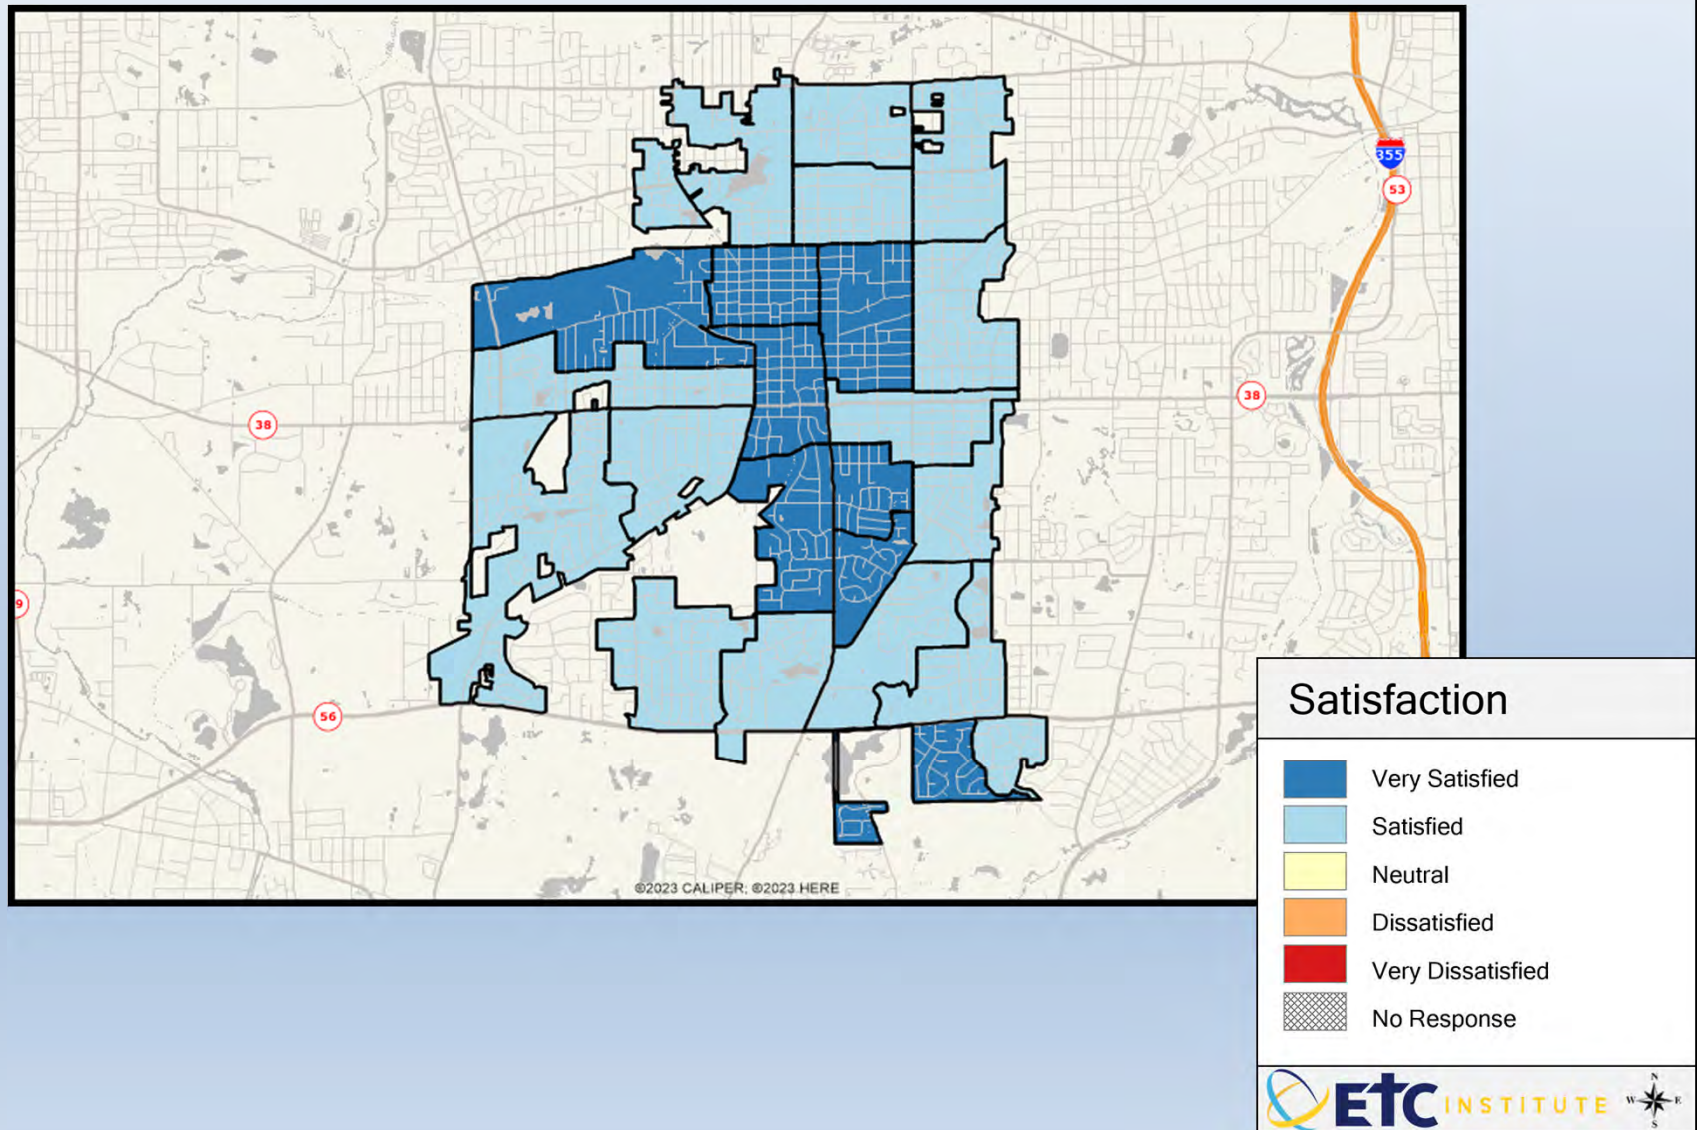 355
53
38
38
9
56
©2023 CALIPER; ©2023 HERE
Satisfaction
Very Satisfied
Satisfied
Neutral
Dissatisfied
Very Dissatisfied
No Response
ETC INSTITUTE
N
W E
S